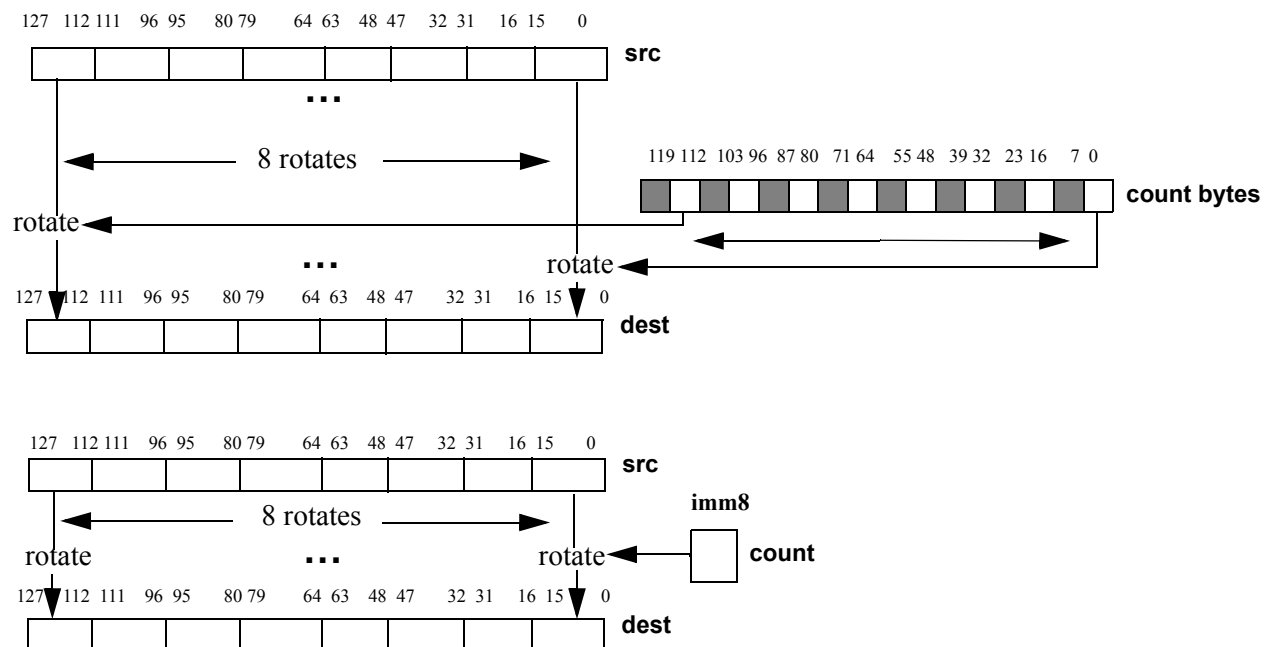 127 112 111 96 95 80 79 64 63 48 47 32 31 16 15 0
src
...
8 rotates
119 112 103 96 87 80 71 64 55 48 39 32 23 16 7 0
count bytes
rotate
...
rotate
127 112 111 96 95 80 79 64 63 48 47 32 31 16 15 0
dest
127 112 111 96 95 80 79 64 63 48 47 32 31 16 15 0
src
8 rotates
imm8
rotate
...
rotate
count
127 112 111 96 95 80 79 64 63 48 47 32 31 16 15 0
dest